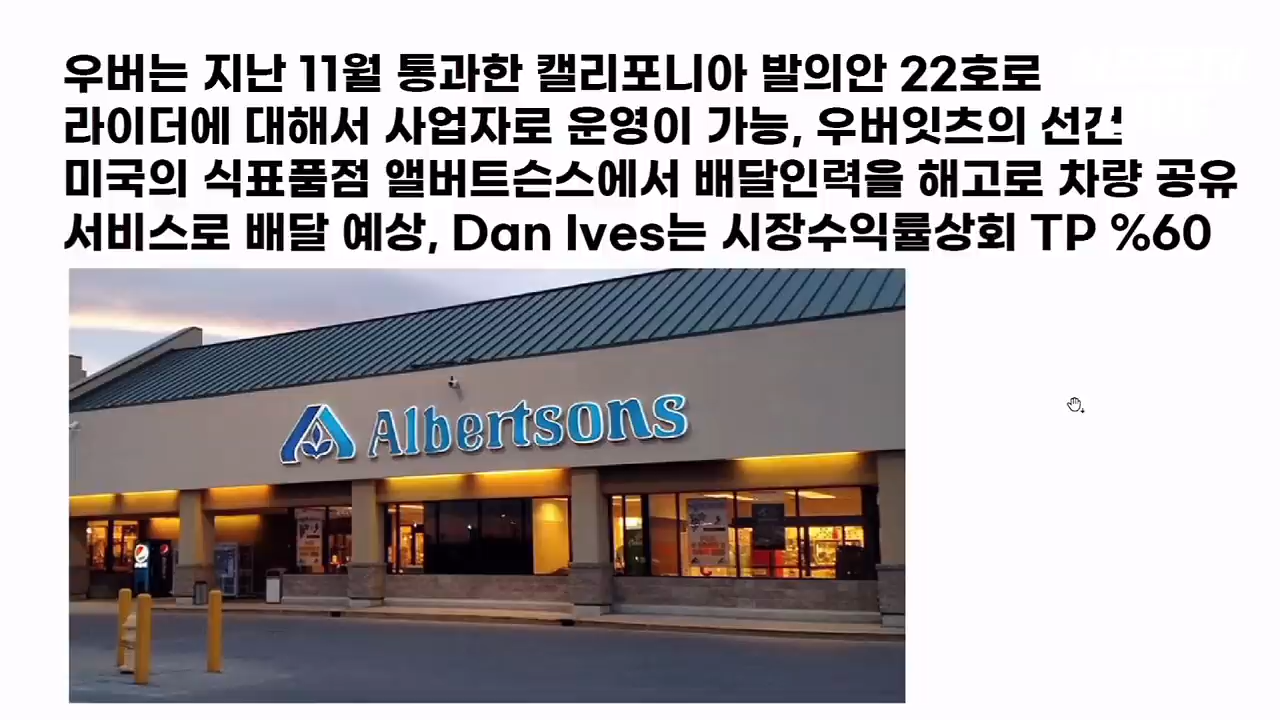 우버는 지난 11월 통과한 캘리포니아 발의안 22호로
라이더에 대해서 사업자로 운영이 가능, 우버잇츠의 선건
미국의 식표품점 앨버트슨스에서 배달인력을 해고로 차량 공유
서비스로 배달 예상, Dan Ives는 시장수익률상회 TP %60
Albertsons